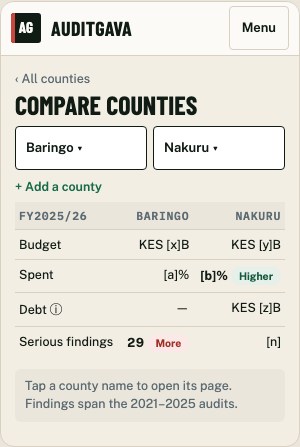 AG AUDITGAVA Menu
‹ All counties
COMPARE COUNTIES
Baringo ▾ Nakuru ▾
+ Add a county
FY2025/26 BARINGO NAKURU
Budget KES [x]B KES [y]B
Spent [a]% [b]% Higher
Debt ⓘ — KES [z]B
Serious findings 29 More [n]
Tap a county name to open its page.
Findings span the 2021–2025 audits.